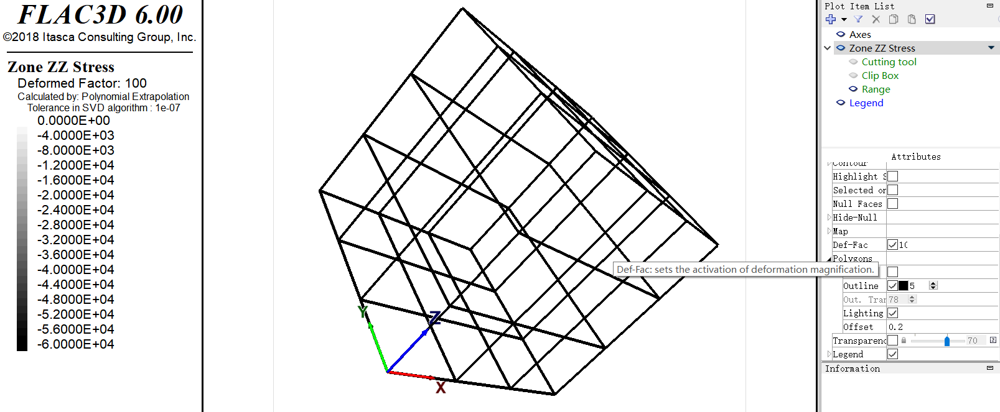 FLAC3D 6.00
©2018 Itasca Consulting Group, Inc.
Zone ZZ Stress
Deformed Factor: 100
Calculated by: Polynomial Extrapolation
Tolerance in SVD algorithm : 1e-07
0.0000E+00
-4.0000E+03
-8.0000E+03
-1.2000E+04
-1.6000E+04
-2.0000E+04
-2.4000E+04
-2.8000E+04
-3.2000E+04
-3.6000E+04
-4.0000E+04
-4.4000E+04
-4.8000E+04
-5.2000E+04
-5.6000E+04
-6.0000E+04
Y
Z
X
Plot Item List
Axes
Zone ZZ Stress
Cutting tool
Clip Box
Range
Legend
Attributes
Contour
Highlight S
Selected on
Null Faces
Hide-Null
Map
Def-Fac 10
Polygons
Def-Fac: sets the activation of deformation magnification.
Outline 5
Out. Tran 78
Lighting
Offset 0.2
Transparenc 70
Legend
Information